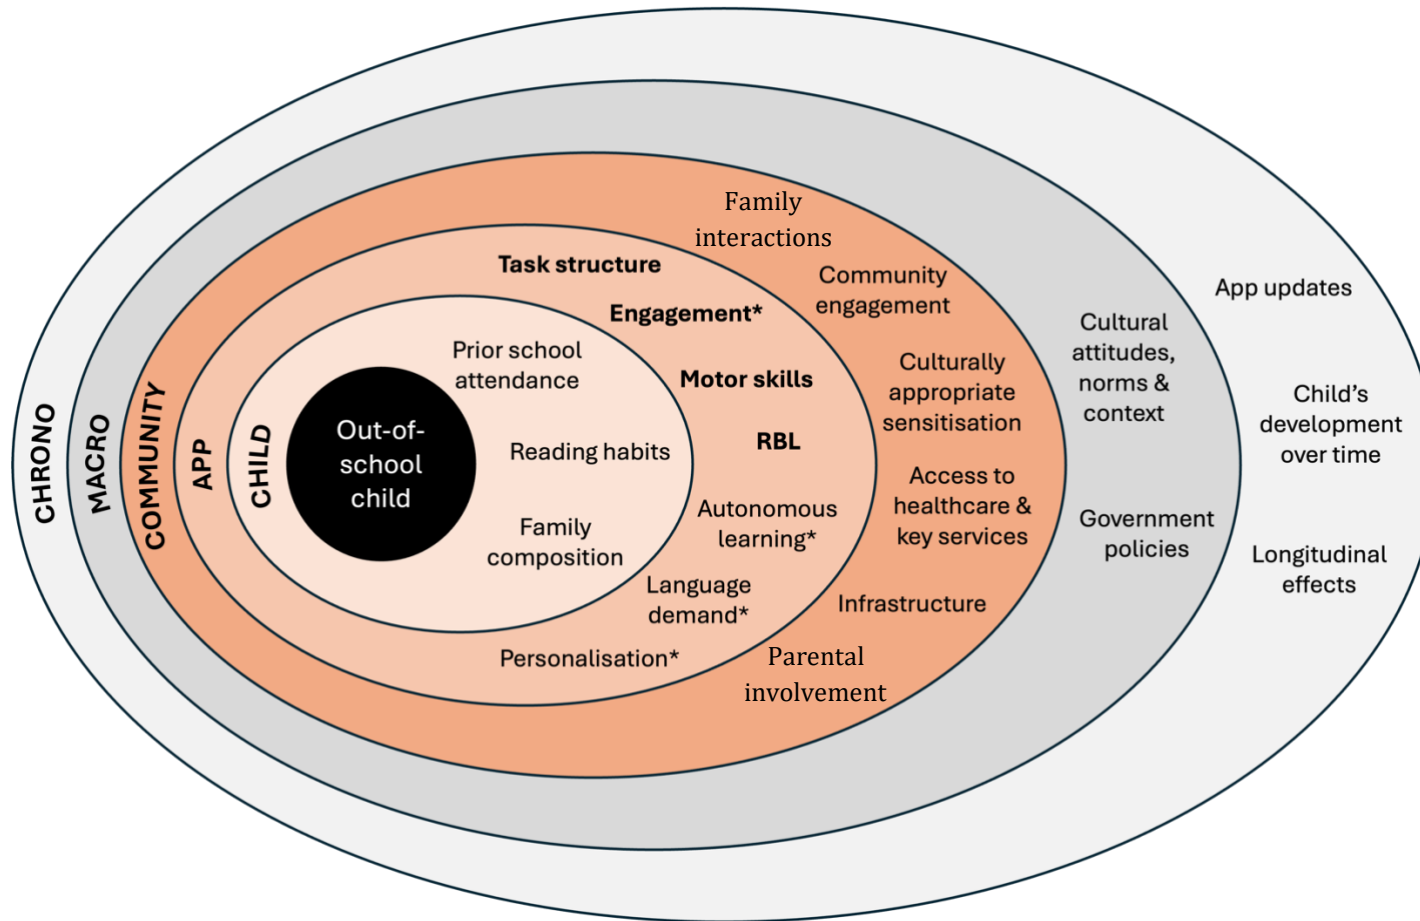 CHRONO
MACRO
COMMUNITY
APP
CHILD
Out-of-
school
child
Prior school
attendance
Reading habits
Family
composition
Task structure
Engagement*
Motor skills
RBL
Autonomous
learning*
Language
demand*
Personalisation*
Family
interactions
Community
engagement
Culturally
appropriate
sensitisation
Access to
healthcare &
key services
Infrastructure
Parental
involvement
Cultural
attitudes,
norms &
context
Government
policies
App updates
Child’s
development
over time
Longitudinal
effects